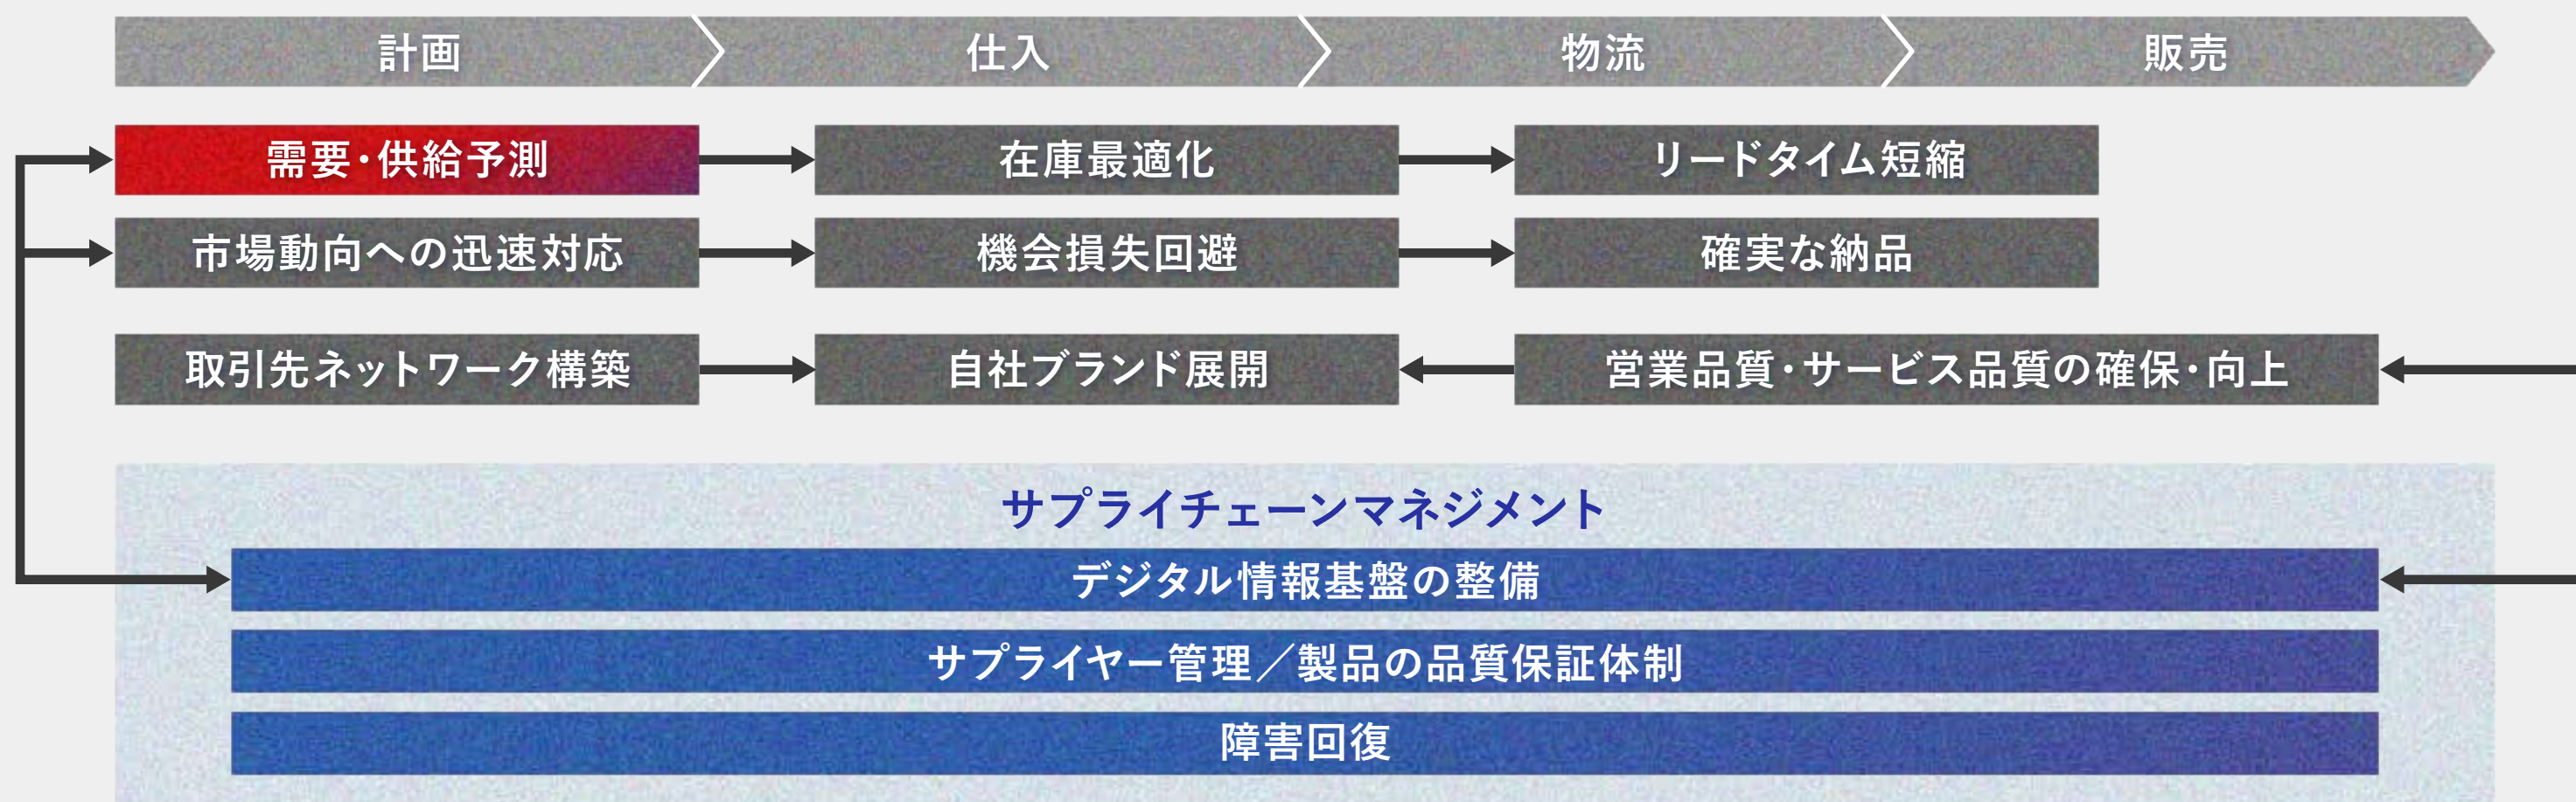 計画
仕入
物流
販売
需要・供給予測
在庫最適化
リードタイム短縮
市場動向への迅速対応
機会損失回避
確実な納品
取引先ネットワーク構築
自社ブランド展開
営業品質・サービス品質の確保・向上
サプライチェーンマネジメント
デジタル情報基盤の整備
サプライヤー管理／製品の品質保証体制
障害回復